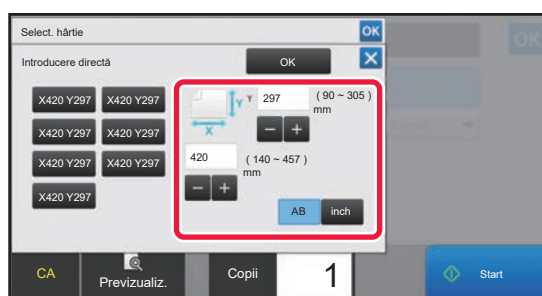 Select. hârtie OK
Introducere directă OK
X420 Y297 X420 Y297
X420 Y297 X420 Y297
X420 Y297 X420 Y297
X420 Y297
Y Y 297 (90 ~ 305) mm
X
420 (140 ~ 457) mm
AB inch
CA Previzualiz. Copii 1 Start
OK